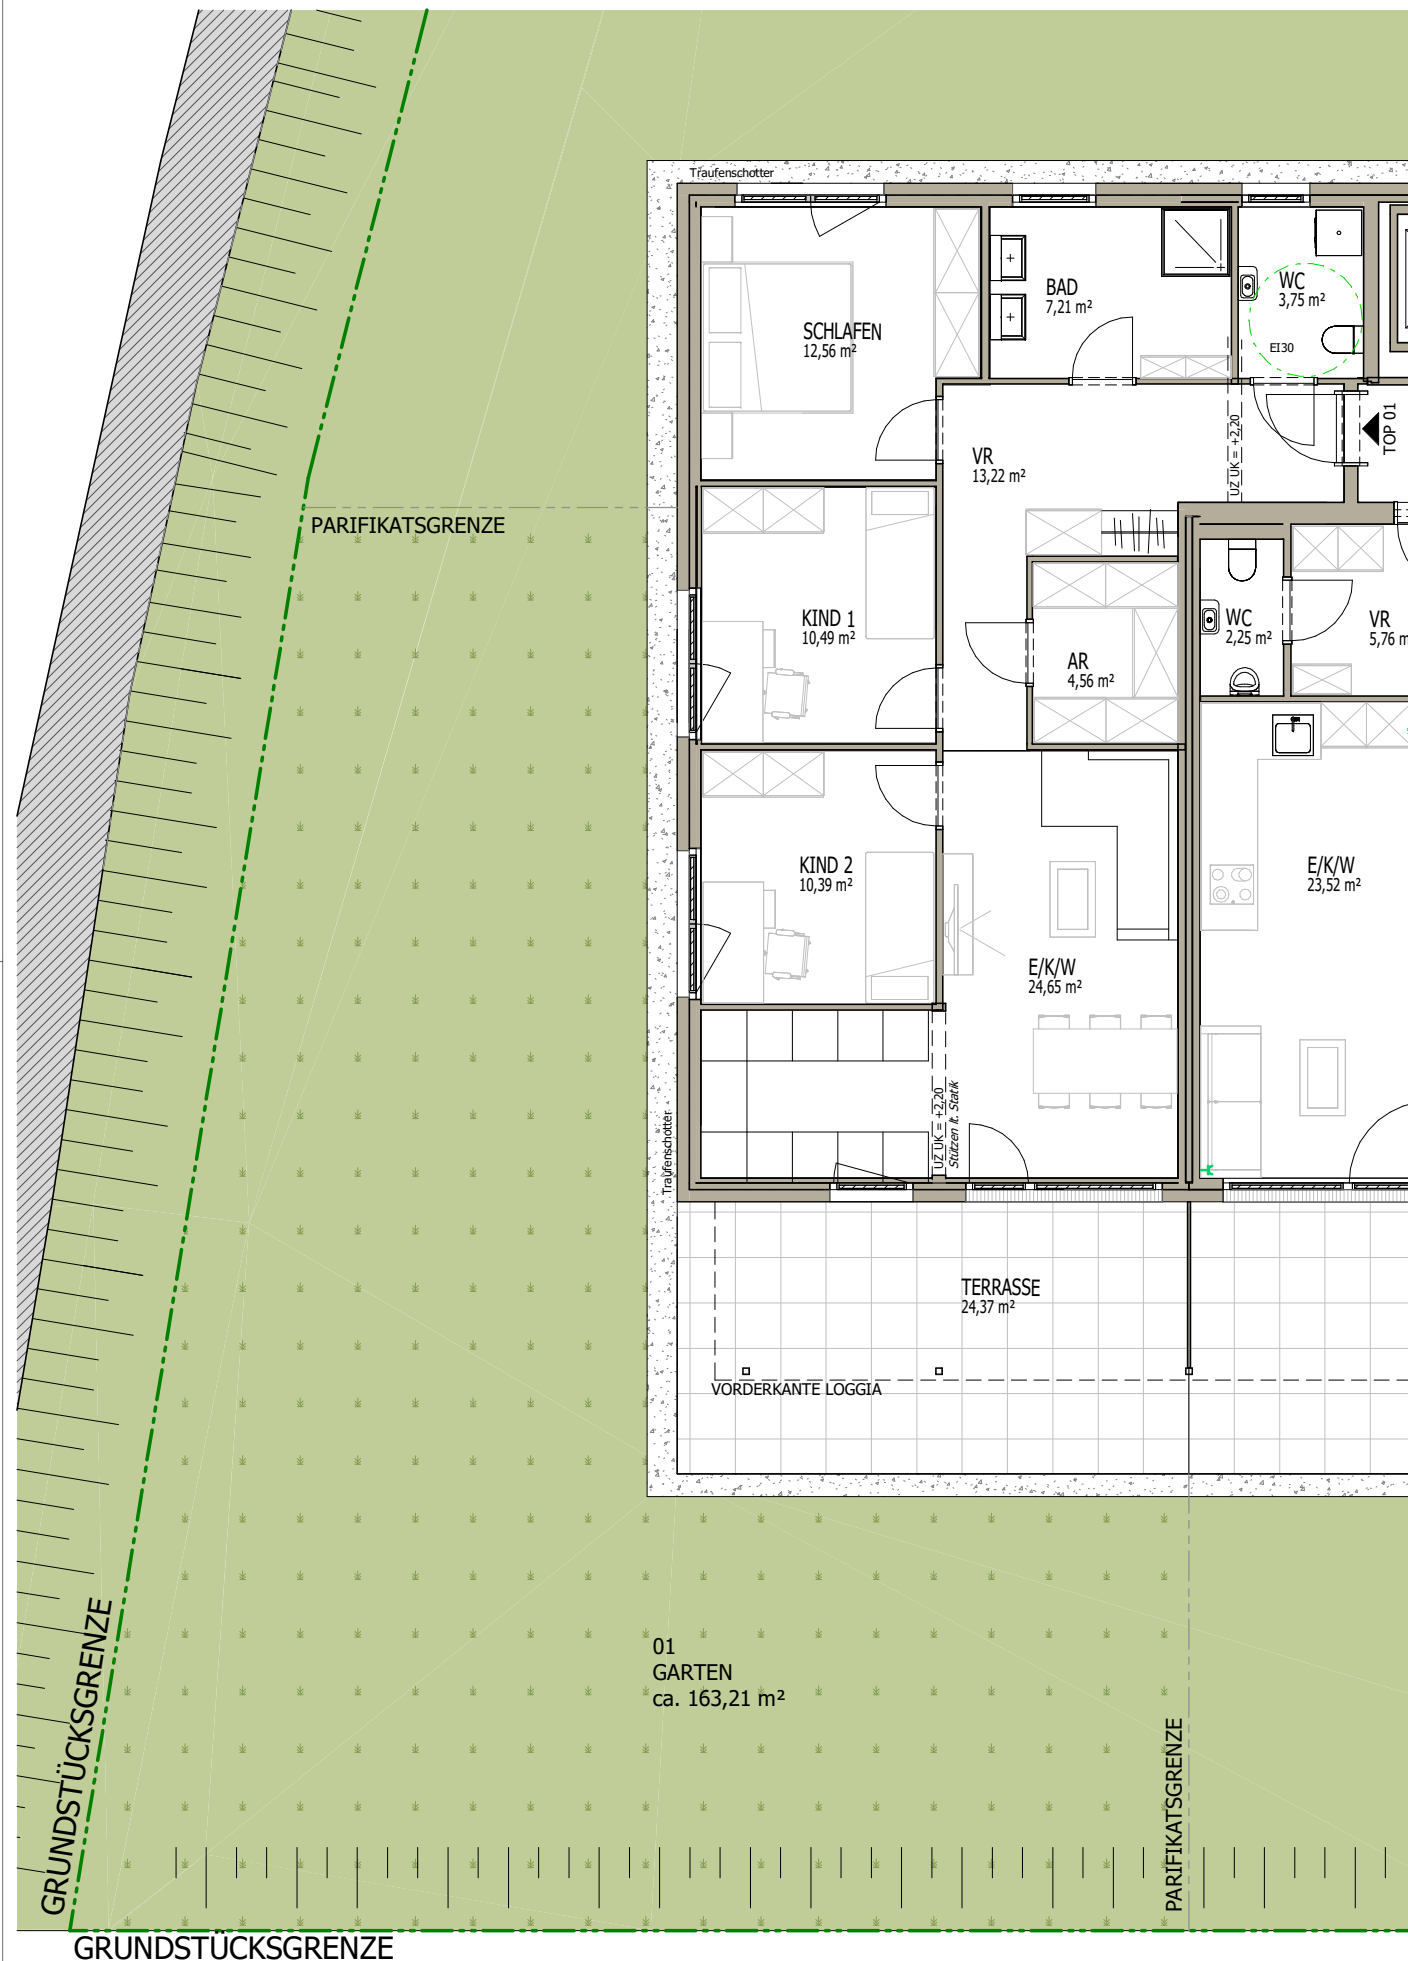 Traufenschotter
SCHLAFEN
12,56 m²
BAD
7,21 m²
WC
3,75 m²
EI30
TOP 01
UZ UK = +2,20
VR
13,22 m²
PARIFIKATSGRENZE
KIND 1
10,49 m²
AR
4,56 m²
WC
2,25 m²
VR
5,76 m
KIND 2
10,39 m²
E/K/W
23,52 m²
E/K/W
24,65 m²
UZ UK = +2,20
Stützen lt. Statik
Traufenschotter
TERRASSE
24,37 m²
VORDERKANTE LOGGIA
01
GARTEN
ca. 163,21 m²
PARIFIKATSGRENZE
GRUNDSTÜCKSGRENZE
GRUNDSTÜCKSGRENZE